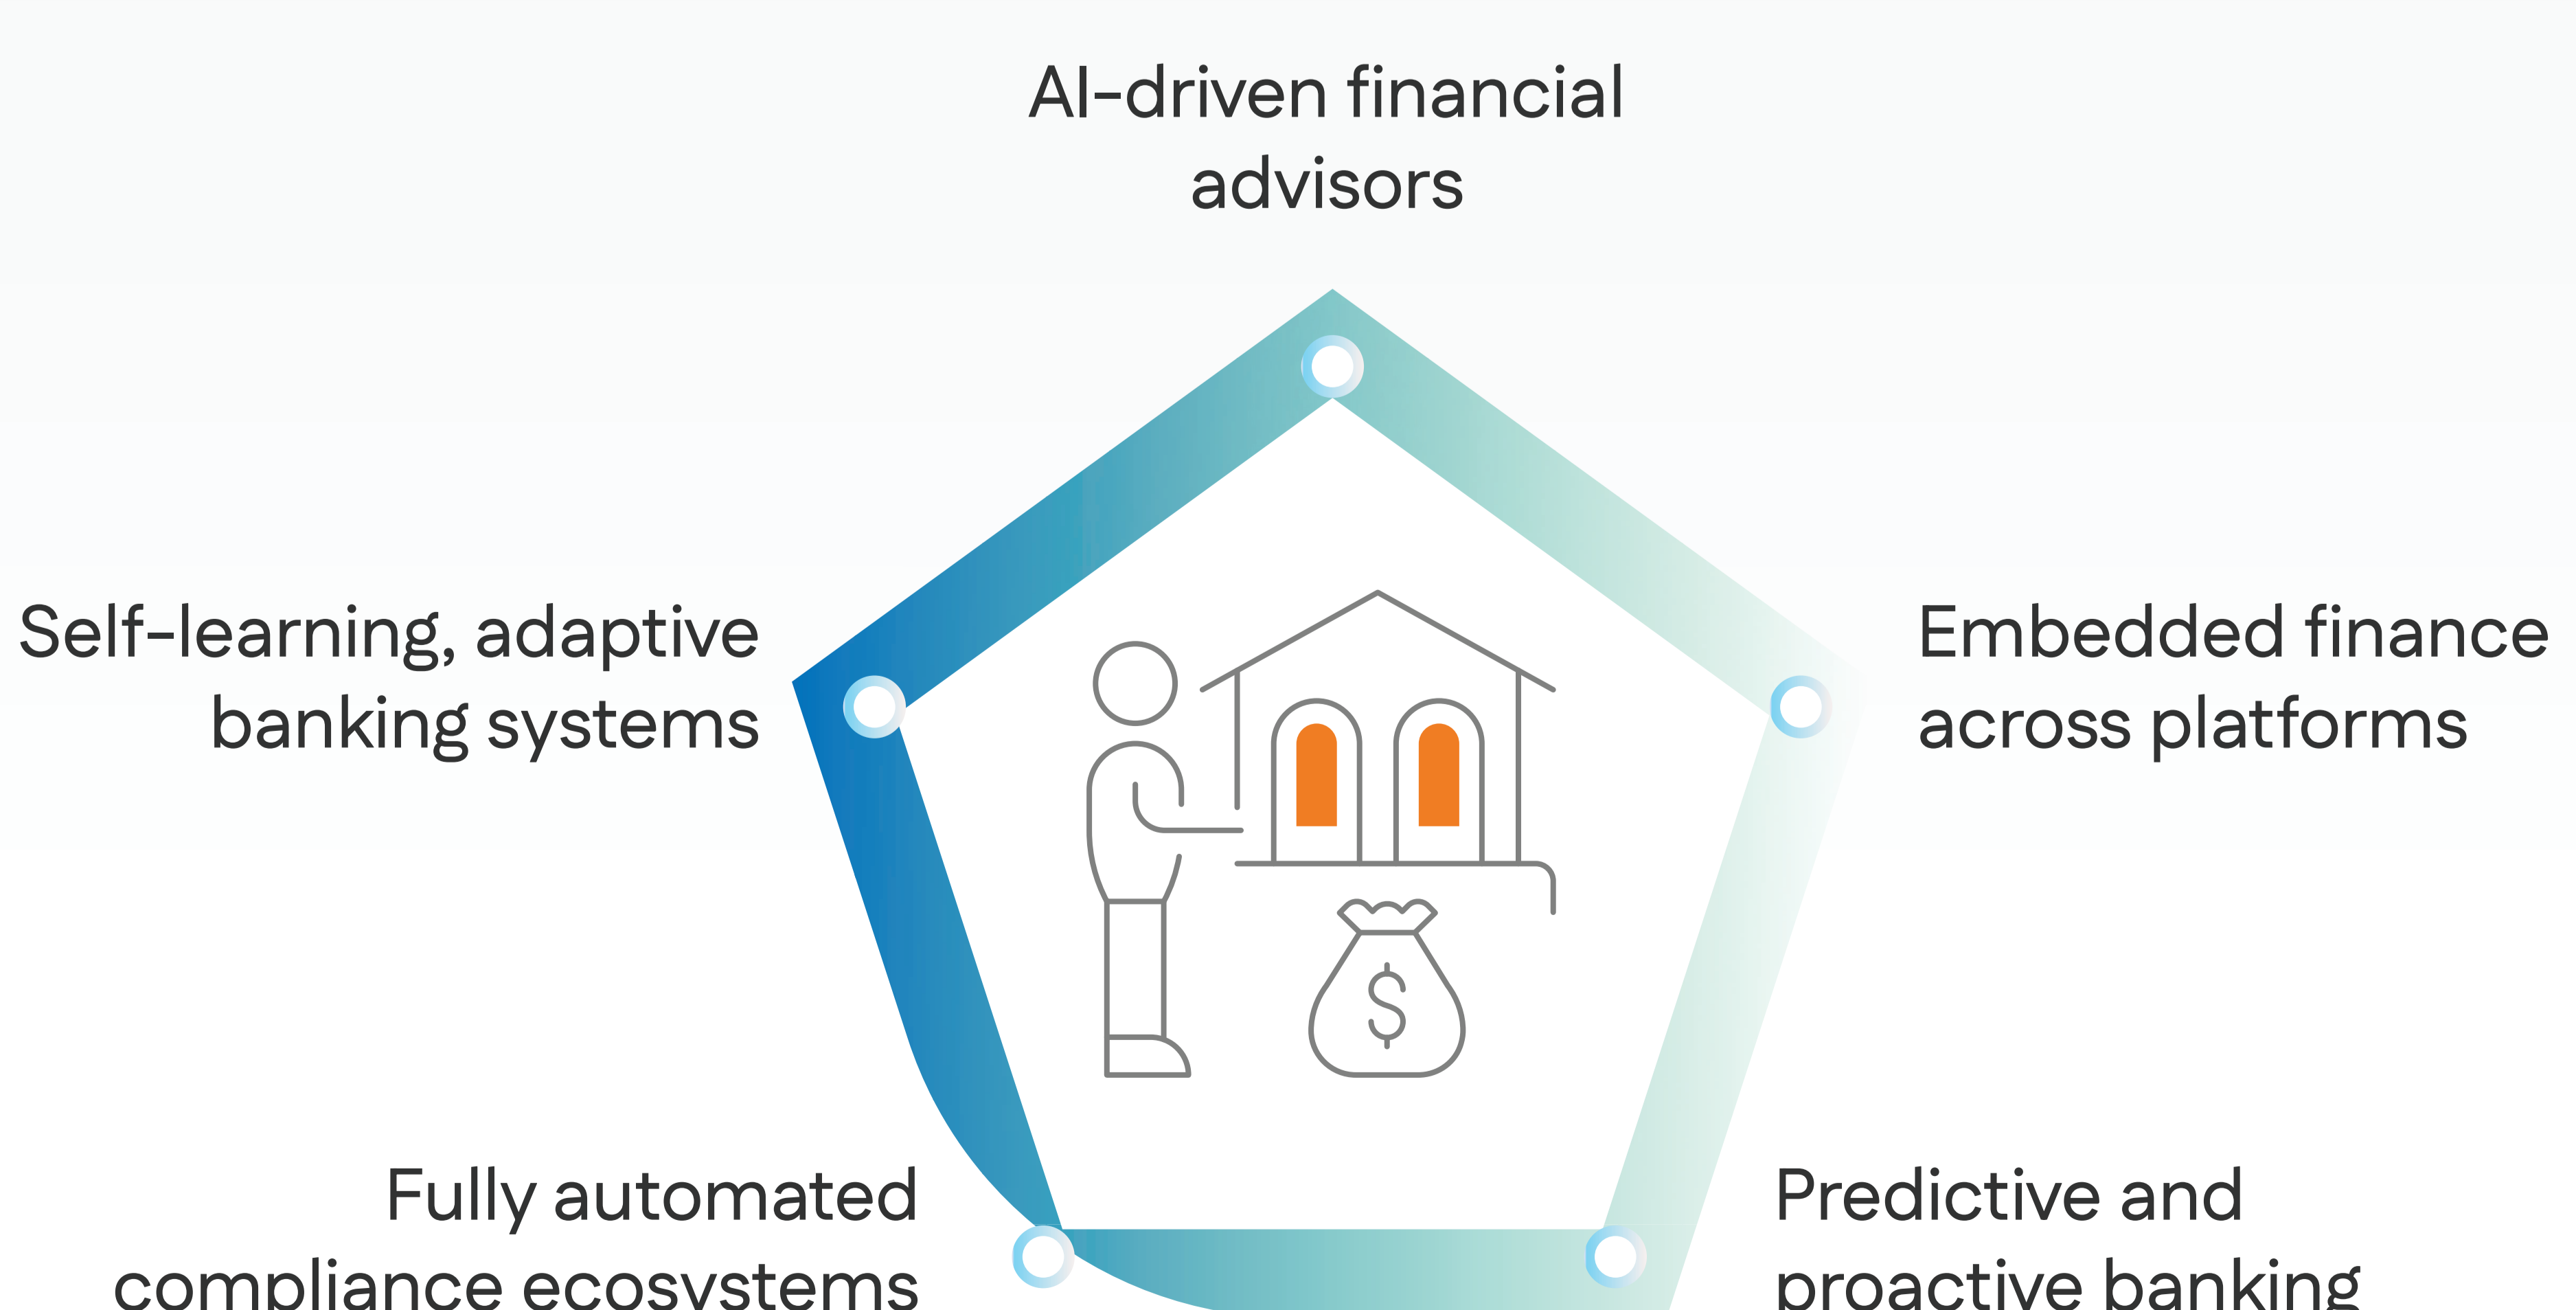 AI-driven financial
advisors
Self-learning, adaptive
banking systems
Embedded finance
across platforms
$
Fully automated
compliance ecosystems
Predictive and
proactive banking